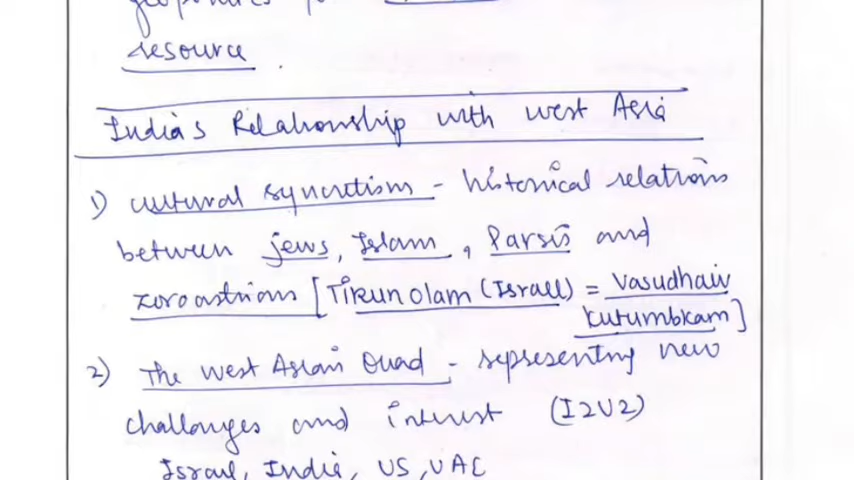 resource.
India's Relationship with west Asia
1) cultural syncretism - historical relations
between jews, Islam, Parsis and
zoroastrians [Tikun olam (Israel) = Vasudhaiv
kutumbkam]
2) The west Asian Quad - representing new
challanges and interest (I2U2)
Israel, India, US, UAE